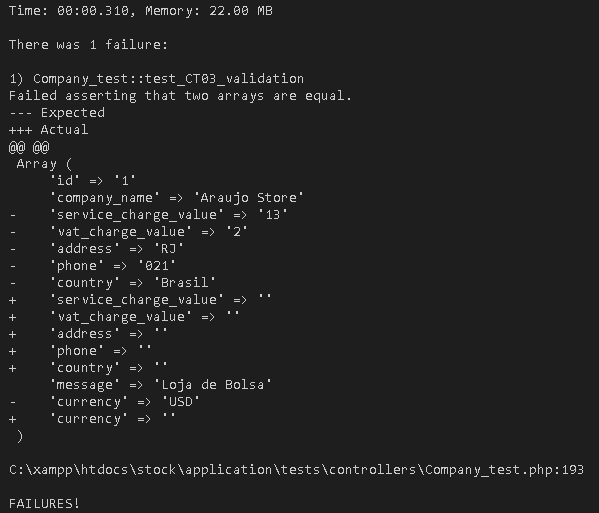 Time: 00:00.310, Memory: 22.00 MB
There was 1 failure:
1) Company_test::test_CT03_validation
Failed asserting that two arrays are equal.
--- Expected
+++ Actual
@@ @@
 Array (
     'id' => '1'
     'company_name' => 'Araujo Store'
-    'service_charge_value' => '13'
-    'vat_charge_value' => '2'
-    'address' => 'RJ'
-    'phone' => '021'
-    'country' => 'Brasil'
+    'service_charge_value' => ''
+    'vat_charge_value' => ''
+    'address' => ''
+    'phone' => ''
+    'country' => ''
     'message' => 'Loja de Bolsa'
-    'currency' => 'USD'
+    'currency' => ''
 )
C:\xampp\htdocs\stock\application\tests\controllers\Company_test.php:193
FAILURES!